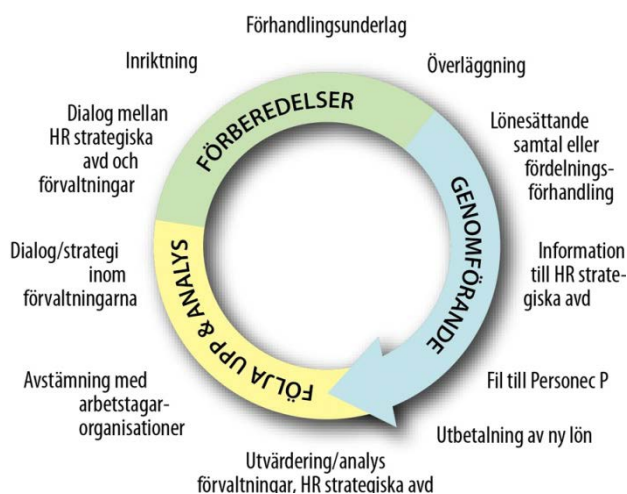 Förhandlingsunderlag
Inriktning
Överläggning
FÖRBEREDELSER
Dialog mellan
HR strategiska
avd och
förvaltningar
Lönesättande
samtal eller
fördelnings-
förhandling
GENOMFÖRANDE
Dialog/strategi
inom
förvaltningarna
Information
till HR strate-
giska avd
FÖLJA UPP & ANALYS
Avstämning med
arbetstagar-
organisationer
Fil till Personec P
Utbetalning av ny lön
Utvärdering/analys
förvaltningar, HR strategiska avd